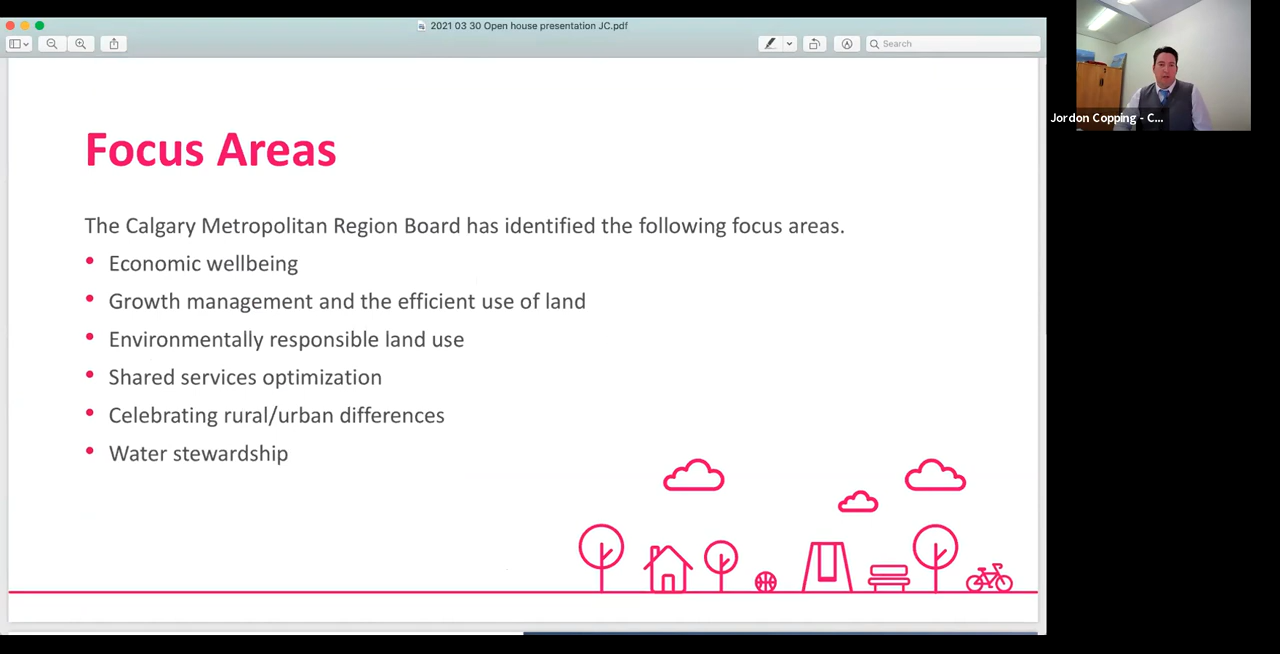 2021 03 30 Open house presentation JC.pdf
Search
Jordon Copping - C...
Focus Areas
The Calgary Metropolitan Region Board has identified the following focus areas.
• Economic wellbeing
• Growth management and the efficient use of land
• Environmentally responsible land use
• Shared services optimization
• Celebrating rural/urban differences
• Water stewardship